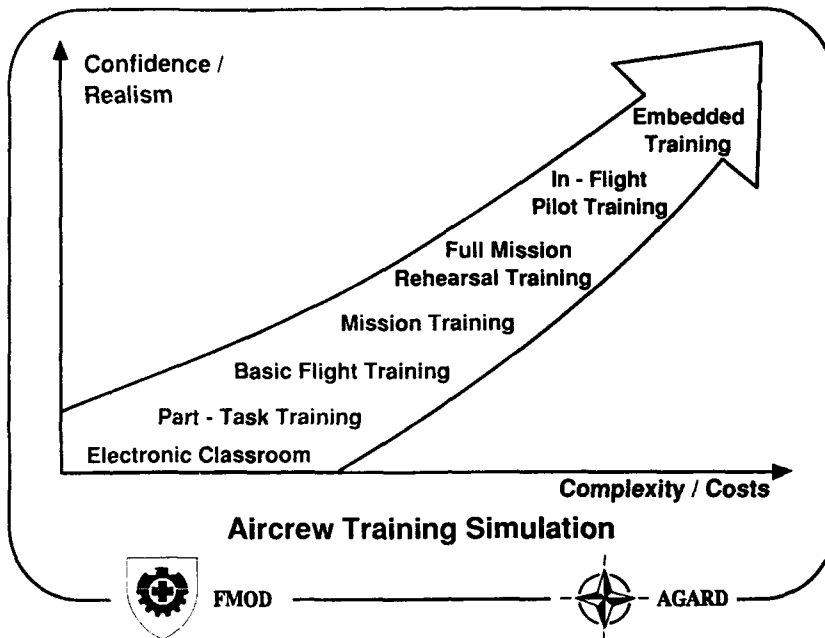 Confidence /
Realism
Embedded
Training
In - Flight
Pilot Training
Full Mission
Rehearsal Training
Mission Training
Basic Flight Training
Part - Task Training
Electronic Classroom
Complexity / Costs
Aircrew Training Simulation
FMOD
AGARD